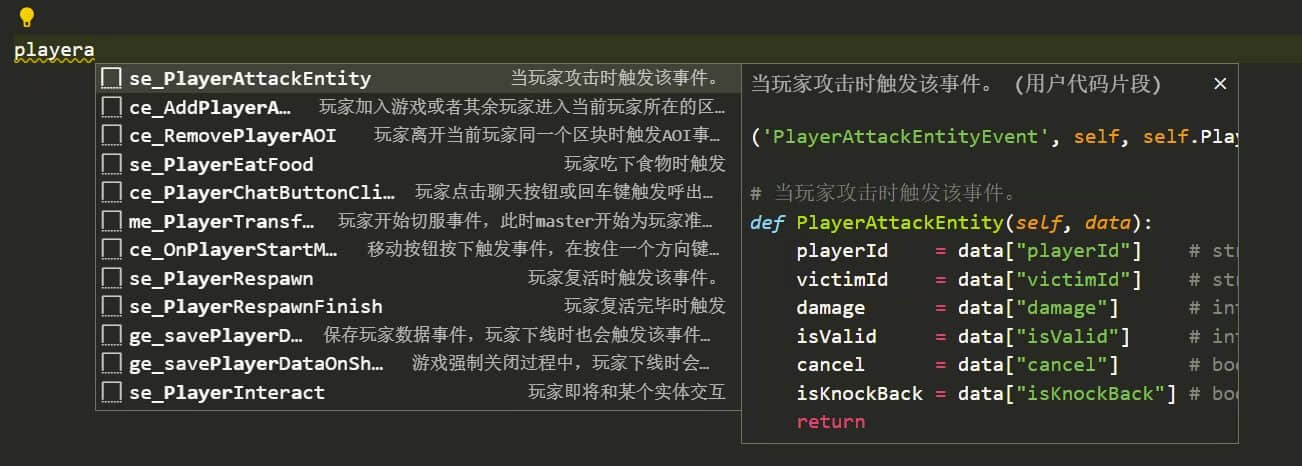 playera
se_PlayerAttackEntity 当玩家攻击时触发该事件。
ce_AddPlayerA… 玩家加入游戏或者其余玩家进入当前玩家所在的区…
ce_RemovePlayerAOI 玩家离开当前玩家同一个区块时触发AOI事…
se_PlayerEatFood 玩家吃下食物时触发
ce_PlayerChatButtonCli… 玩家点击聊天按钮或回车键触发呼出…
me_PlayerTransf… 玩家开始切服事件，此时master开始为玩家准…
ce_OnPlayerStartM… 移动按钮按下触发事件，在按住一个方向键…
se_PlayerRespawn 玩家复活时触发该事件。
se_PlayerRespawnFinish 玩家复活完毕时触发
ge_savePlayerD… 保存玩家数据事件，玩家下线时也会触发该事件…
ge_savePlayerDataOnSh… 游戏强制关闭过程中，玩家下线时会…
se_PlayerInteract 玩家即将和某个实体交互
当玩家攻击时触发该事件。 (用户代码片段) ×
('PlayerAttackEntityEvent', self, self.Play
# 当玩家攻击时触发该事件。
def PlayerAttackEntity(self, data):
playerId = data["playerId"] # str
victimId = data["victimId"] # str
damage = data["damage"] # int
isValid = data["isValid"] # int
cancel = data["cancel"] # boo
isKnockBack = data["isKnockBack"] # boo
return